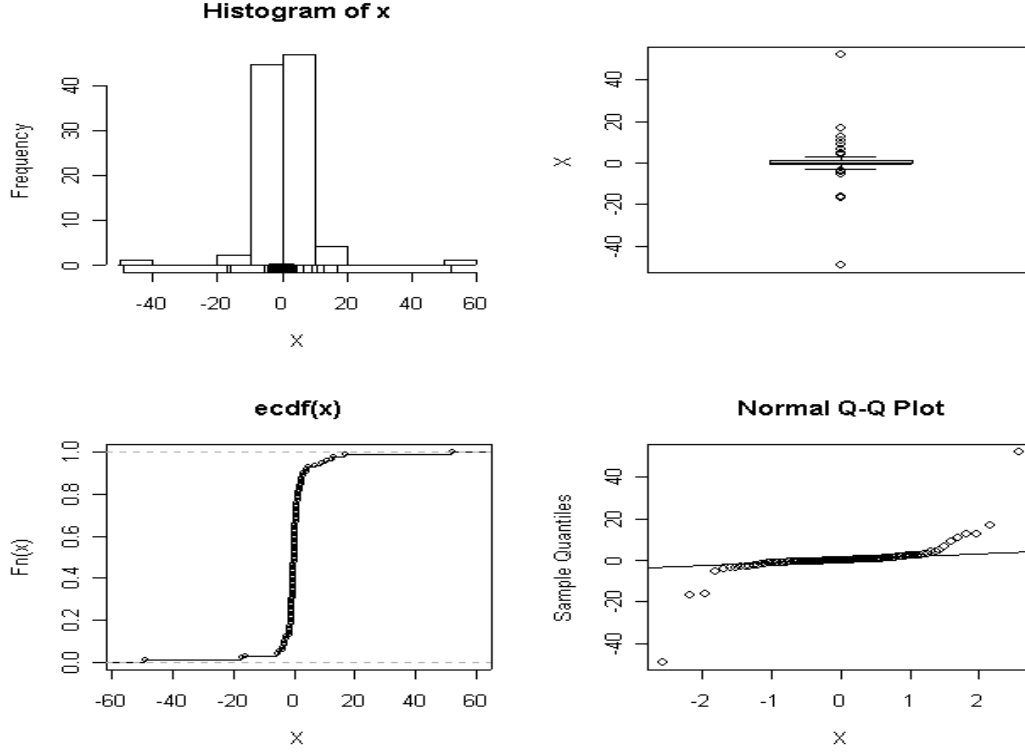 Histogram of x
Frequency
0 10 20 30 40
-40 -20 0 20 40 60
X
X
-40 -20 0 20 40
ecdf(x)
Fn(x)
0.0 0.2 0.4 0.6 0.8 1.0
-60 -40 -20 0 20 40 60
X
Normal Q-Q Plot
Sample Quantiles
-40 -20 0 20 40
-2 -1 0 1 2
X